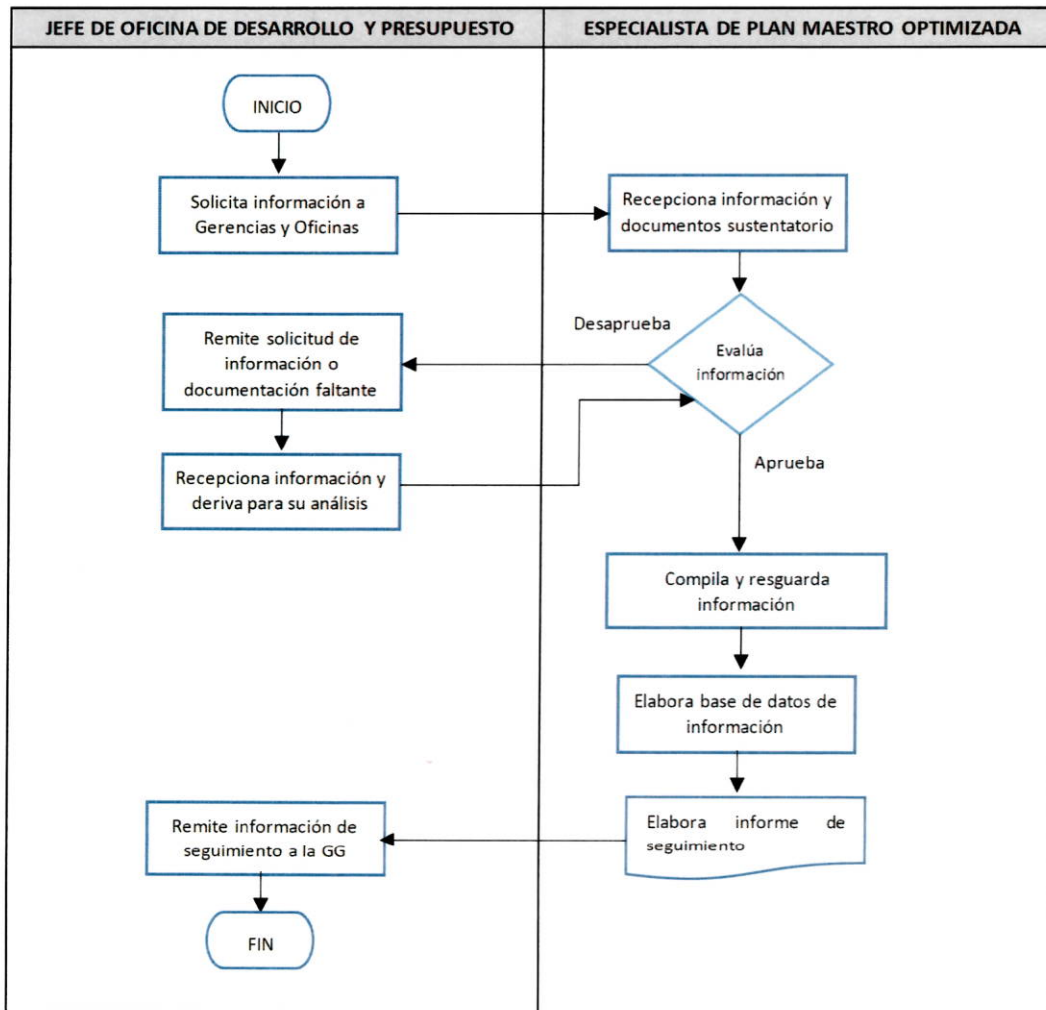 JEFE DE OFICINA DE DESARROLLO Y PRESUPUESTO
ESPECIALISTA DE PLAN MAESTRO OPTIMIZADA
INICIO
Solicita información a
Gerencias y Oficinas
Recepciona información y
documentos sustentatorio
Desaprueba
Evalúa
información
Remite solicitud de
información o
documentación faltante
Aprueba
Recepciona información y
deriva para su análisis
Compila y resguarda
información
Elabora base de datos de
información
Elabora informe de
seguimiento
Remite información de
seguimiento a la GG
FIN